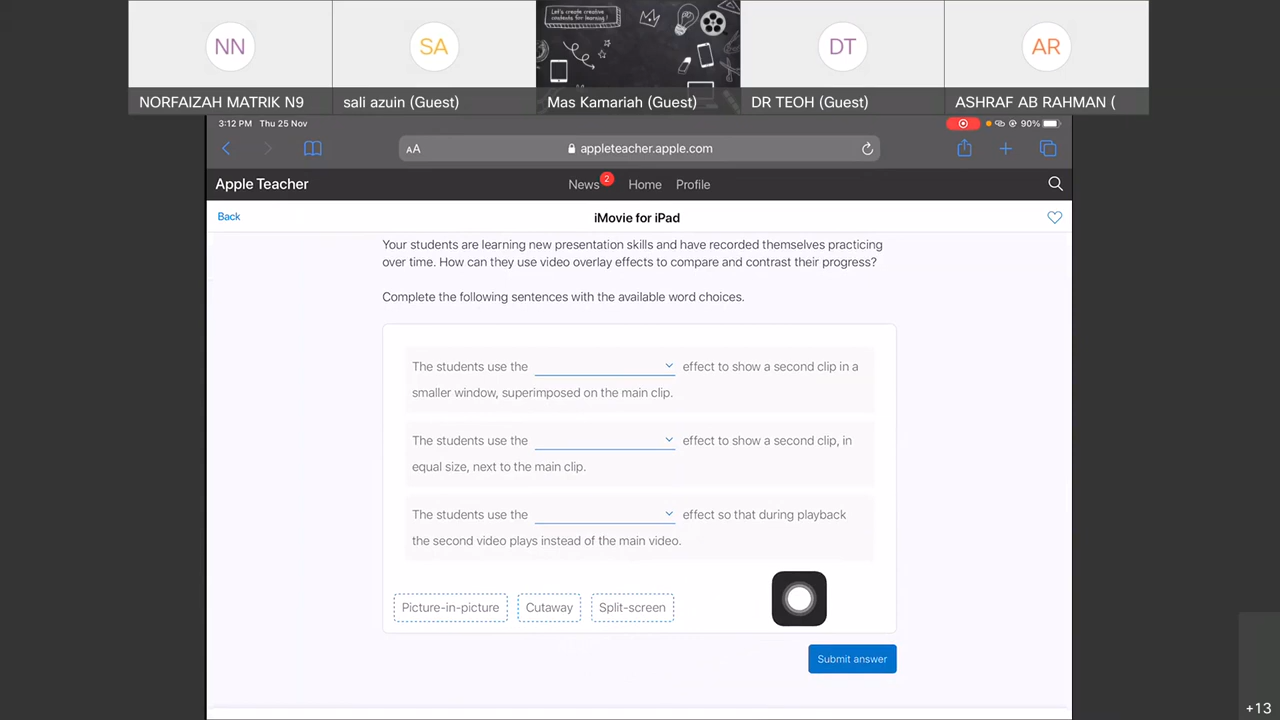 NN
SA
Let's create creative
contents for learning!
DT
AR
NORFAIZAH MATRIK N9
sali azuin (Guest)
Mas Kamariah (Guest)
DR TEOH (Guest)
ASHRAF AB RAHMAN (
3:12 PM Thu 25 Nov
90%
AA
appleteacher.apple.com
Apple Teacher
News 2 Home Profile
Back
iMovie for iPad
Your students are learning new presentation skills and have recorded themselves practicing
over time. How can they use video overlay effects to compare and contrast their progress?
Complete the following sentences with the available word choices.
The students use the effect to show a second clip in a
smaller window, superimposed on the main clip.
The students use the effect to show a second clip, in
equal size, next to the main clip.
The students use the effect so that during playback
the second video plays instead of the main video.
Picture-in-picture Cutaway Split-screen
Submit answer
+13